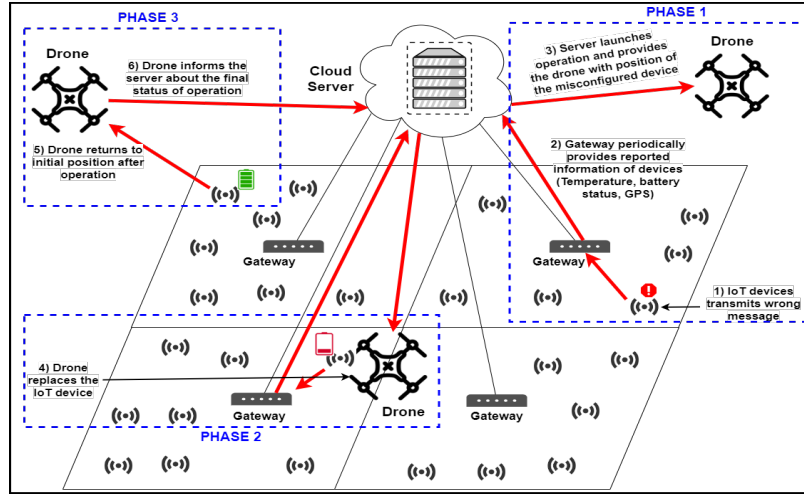 PHASE 3
PHASE 1
Drone
6) Drone informs the
server about the final
status of operation
Cloud
Server
3) Server launches
operation and provides
the drone with position of
the misconfigured device
Drone
5) Drone returns to
initial position after
operation
2) Gateway periodically
provides reported
information of devices
(Temperature, battery
status, GPS)
Gateway
Gateway
1) IoT devices
transmits wrong
message
4) Drone
replaces the
IoT device
Drone
Gateway
Gateway
PHASE 2